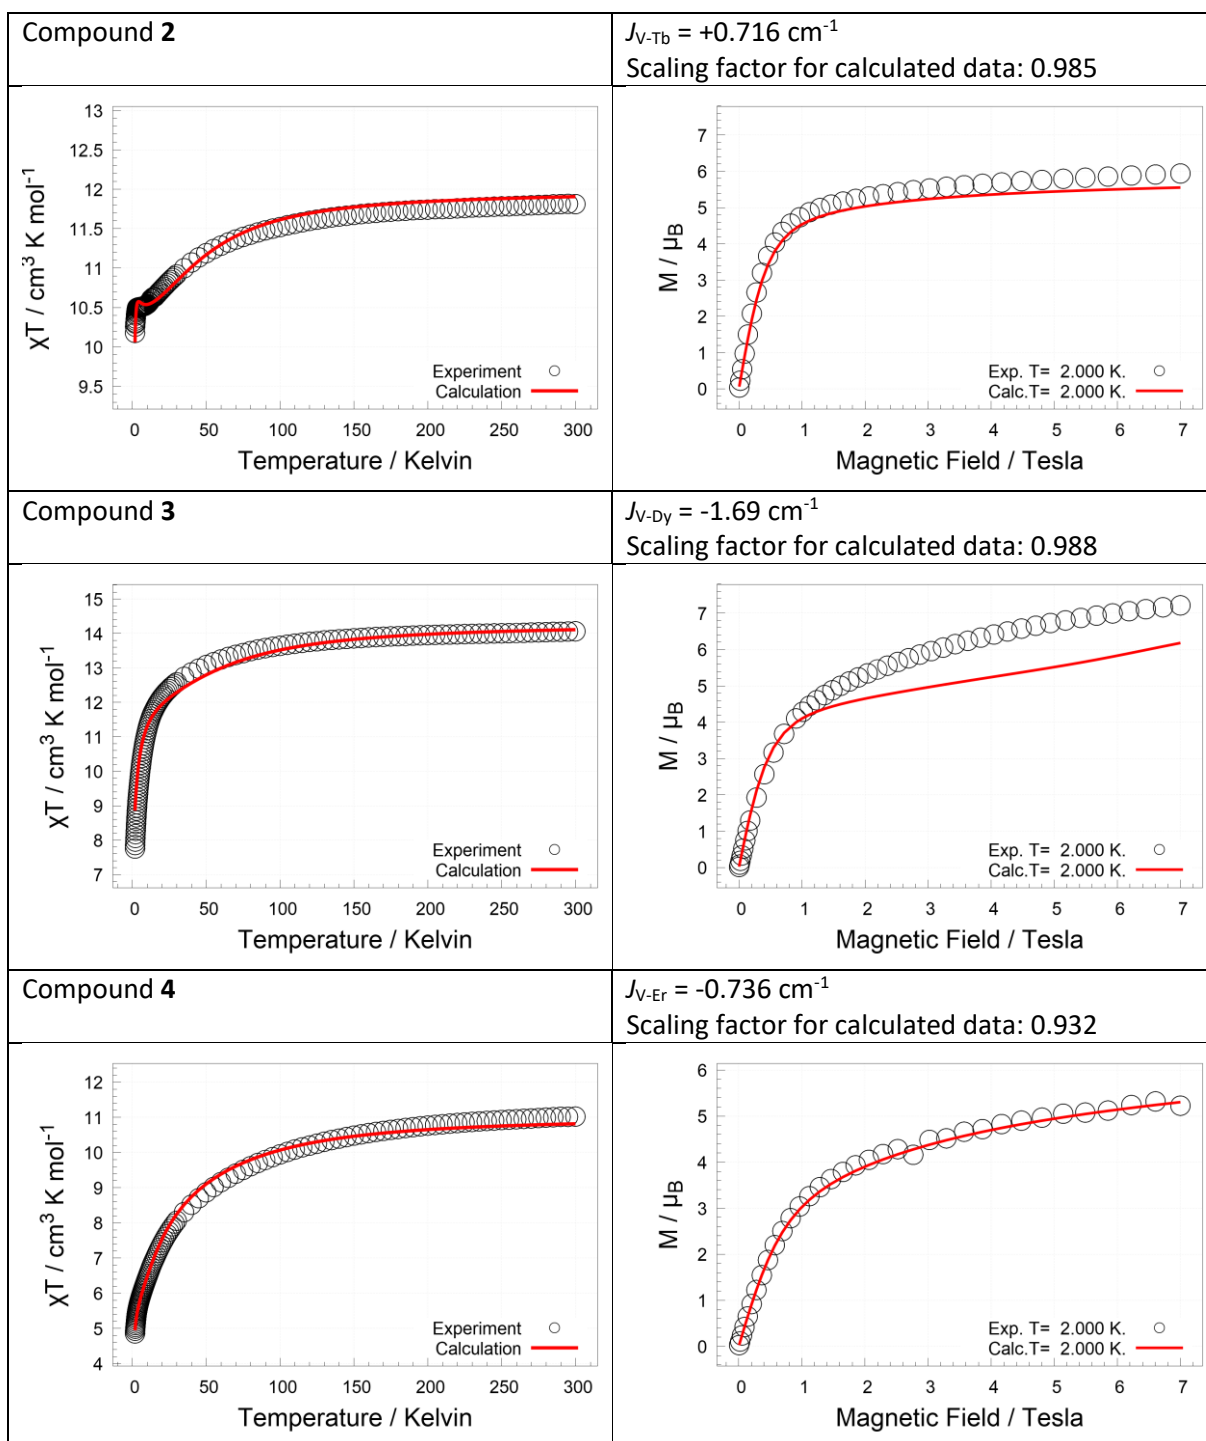 Compound 2
J_V-Tb = +0.716 cm⁻¹
Scaling factor for calculated data: 0.985
13
12.5
12
11.5
11
10.5
10
9.5
χT / cm³ K mol⁻¹
Experiment
Calculation
0 50 100 150 200 250 300
Temperature / Kelvin
7
6
5
4
3
2
1
0
M / μB
Exp. T= 2.000 K.
Calc.T= 2.000 K.
0 1 2 3 4 5 6 7
Magnetic Field / Tesla
Compound 3
J_V-Dy = -1.69 cm⁻¹
Scaling factor for calculated data: 0.988
15
14
13
12
11
10
9
8
7
χT / cm³ K mol⁻¹
Experiment
Calculation
0 50 100 150 200 250 300
Temperature / Kelvin
7
6
5
4
3
2
1
0
M / μB
Exp. T= 2.000 K.
Calc.T= 2.000 K.
0 1 2 3 4 5 6 7
Magnetic Field / Tesla
Compound 4
J_V-Er = -0.736 cm⁻¹
Scaling factor for calculated data: 0.932
12
11
10
9
8
7
6
5
4
χT / cm³ K mol⁻¹
Experiment
Calculation
0 50 100 150 200 250 300
Temperature / Kelvin
6
5
4
3
2
1
0
M / μB
Exp. T= 2.000 K.
Calc.T= 2.000 K.
0 1 2 3 4 5 6 7
Magnetic Field / Tesla